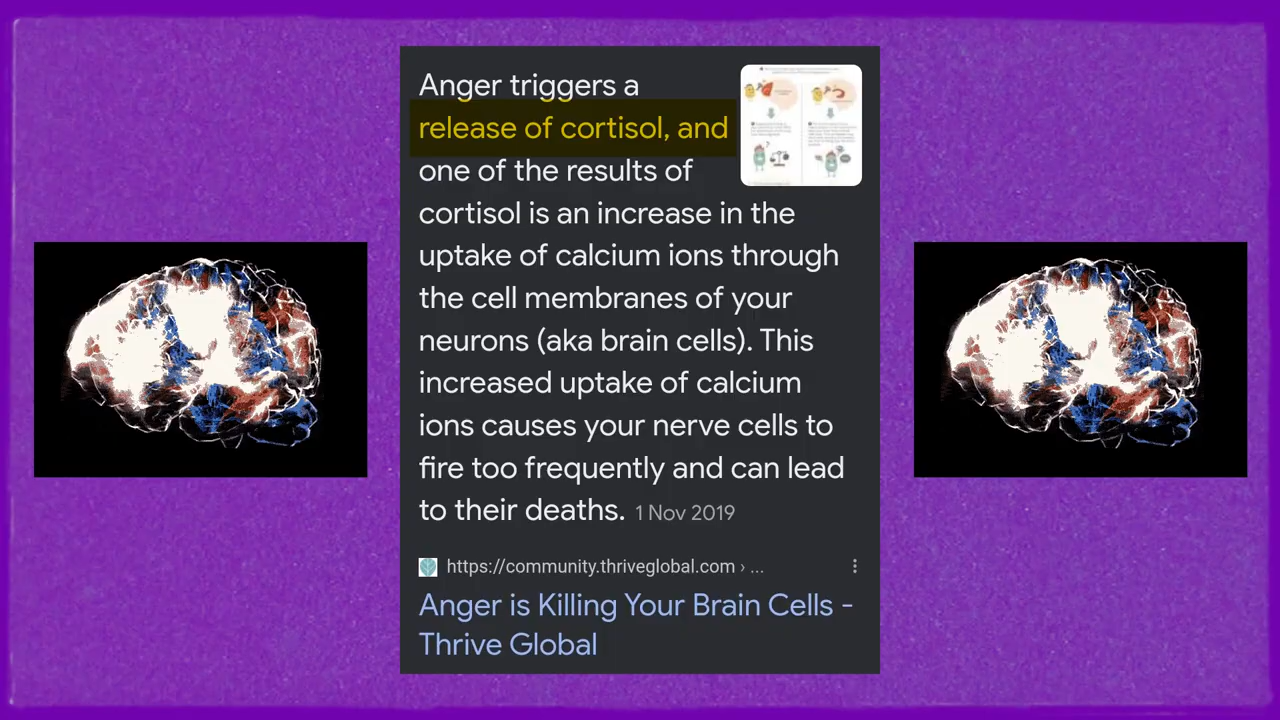 Anger triggers a
release of cortisol, and
one of the results of
cortisol is an increase in the
uptake of calcium ions through
the cell membranes of your
neurons (aka brain cells). This
increased uptake of calcium
ions causes your nerve cells to
fire too frequently and can lead
to their deaths. 1 Nov 2019
https://community.thriveglobal.com › ...
Anger is Killing Your Brain Cells -
Thrive Global